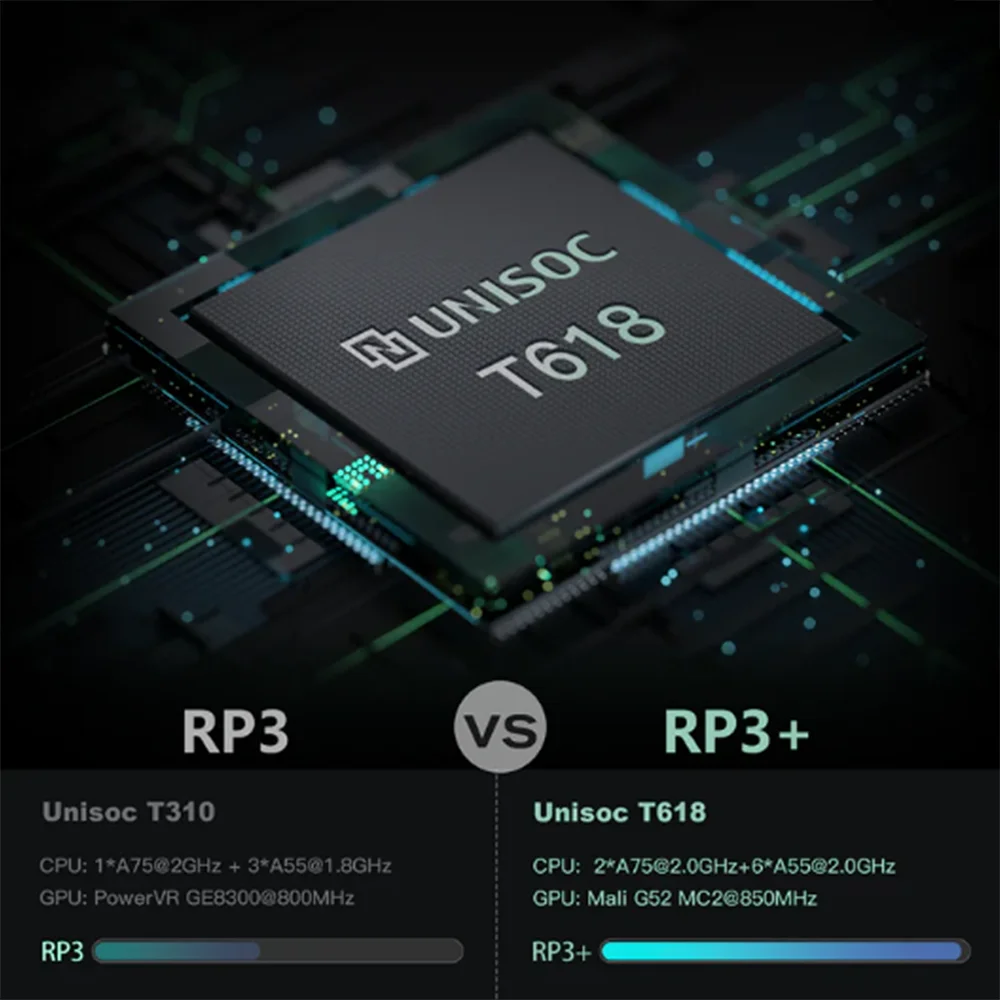 UNISOC
T618
RP3
VS
RP3+
Unisoc T310
CPU: 1*A75@2GHz + 3*A55@1.8GHz
GPU: PowerVR GE8300@800MHz
RP3
Unisoc T618
CPU: 2*A75@2.0GHz+6*A55@2.0GHz
GPU: Mali G52 MC2@850MHz
RP3+